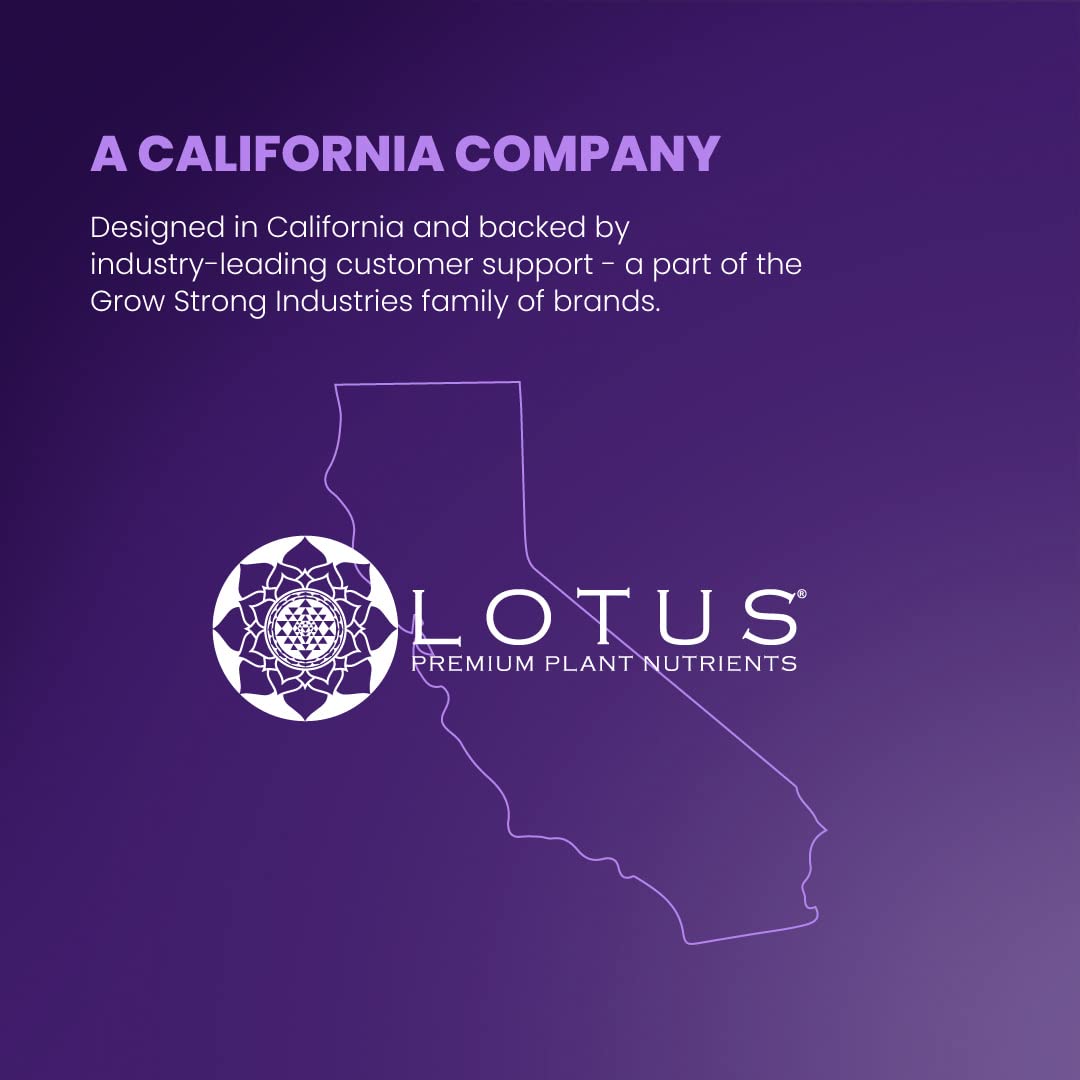 A CALIFORNIA COMPANY
Designed in California and backed by
industry-leading customer support - a part of the
Grow Strong Industries family of brands.
LOTUS®
PREMIUM PLANT NUTRIENTS